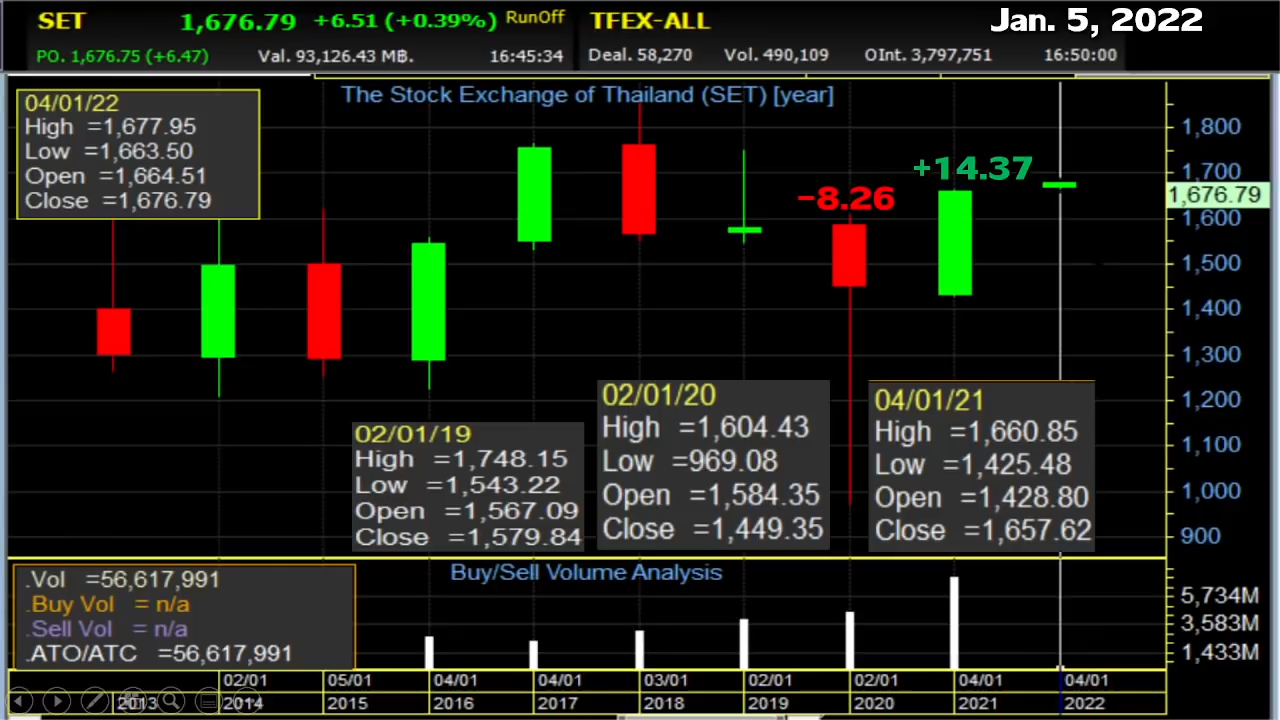 SET 1,676.79 +6.51 (+0.39%) RunOff TFEX-ALL Jan. 5, 2022
PO. 1,676.75 (+6.47) Val. 93,126.43 MB. 16:45:34 Deal. 58,270 Vol. 490,109 OInt. 3,797,751 16:50:00
The Stock Exchange of Thailand (SET) [year]
04/01/22
High =1,677.95
Low =1,663.50
Open =1,664.51
Close =1,676.79
-8.26
+14.37
1,800
1,700
1,676.79
1,600
1,500
1,400
1,300
1,200
1,100
1,000
900
02/01/19
High =1,748.15
Low =1,543.22
Open =1,567.09
Close =1,579.84
02/01/20
High =1,604.43
Low =969.08
Open =1,584.35
Close =1,449.35
04/01/21
High =1,660.85
Low =1,425.48
Open =1,428.80
Close =1,657.62
Buy/Sell Volume Analysis
.Vol =56,617,991
.Buy Vol = n/a
.Sell Vol = n/a
.ATO/ATC =56,617,991
5,734M
3,583M
1,433M
02/01 05/01 04/01 04/01 03/01 02/01 02/01 04/01 04/01
2013 2014 2015 2016 2017 2018 2019 2020 2021 2022